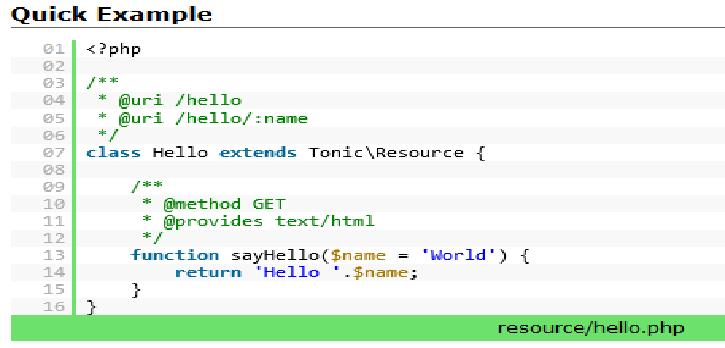 Quick Example
01 <?php
02
03 /**
04  * @uri /hello
05  * @uri /hello/:name
06  */
07 class Hello extends Tonic\Resource {
08
09     /**
10      * @method GET
11      * @provides text/html
12      */
13     function sayHello($name = 'World') {
14         return 'Hello '.$name;
15     }
16 }
resource/hello.php